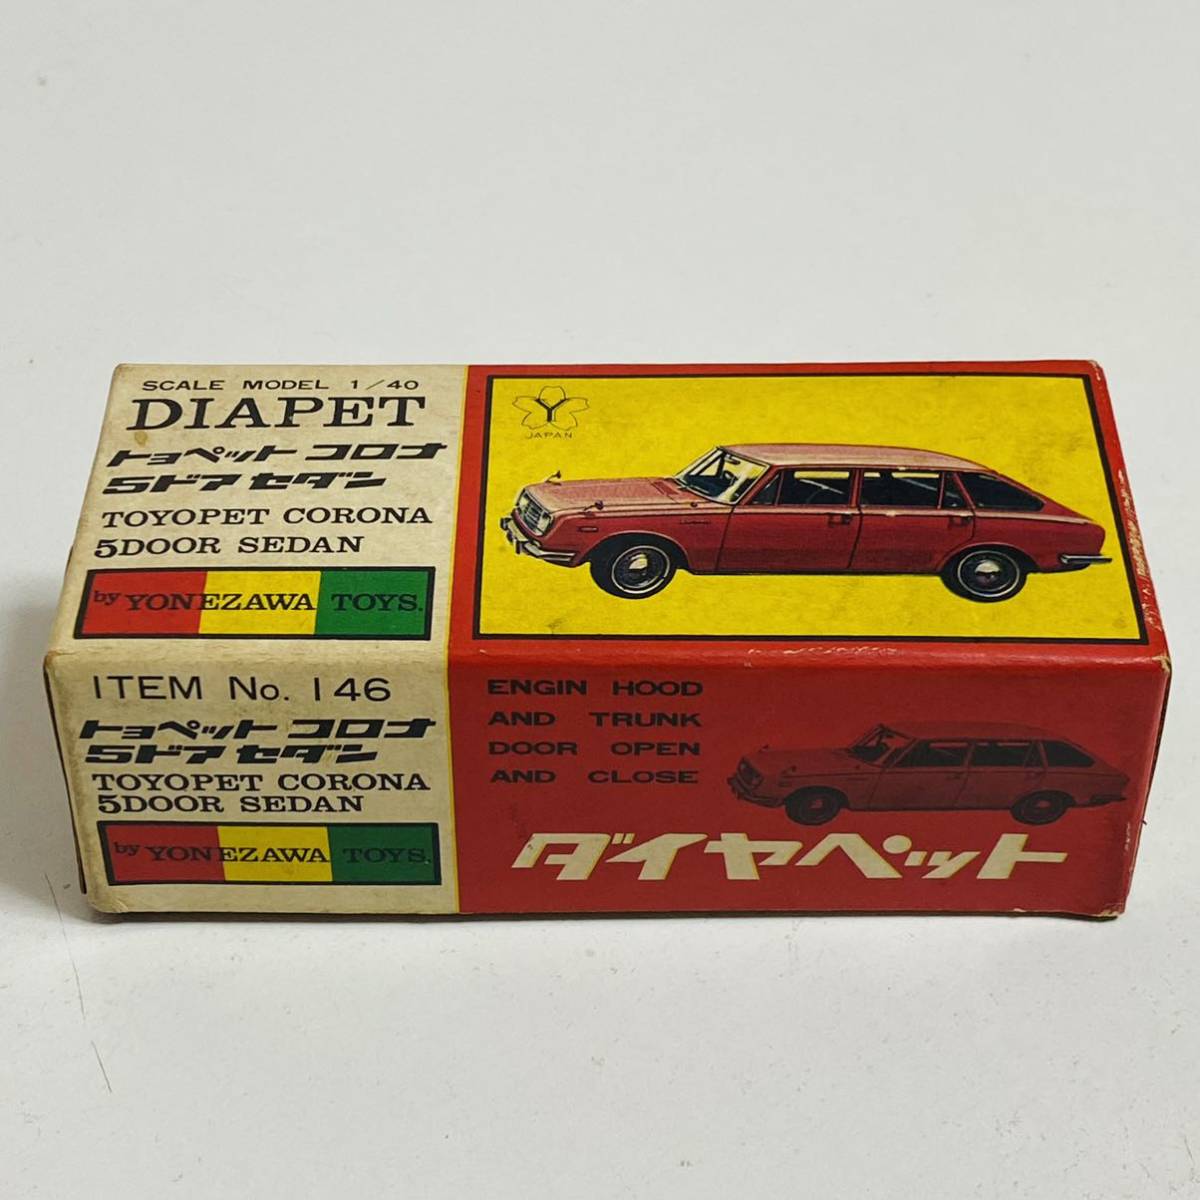 SCALE MODEL 1/40
DIAPET
トヨペット コロナ
5ドア セダン
TOYOPET CORONA
5DOOR SEDAN
by YONEZAWA TOYS.
Y
JAPAN
ITEM No. 146
トヨペット コロナ
5ドア セダン
TOYOPET CORONA
5DOOR SEDAN
by YONEZAWA TOYS.
ENGIN HOOD
AND TRUNK
DOOR OPEN
AND CLOSE
ダイヤペット